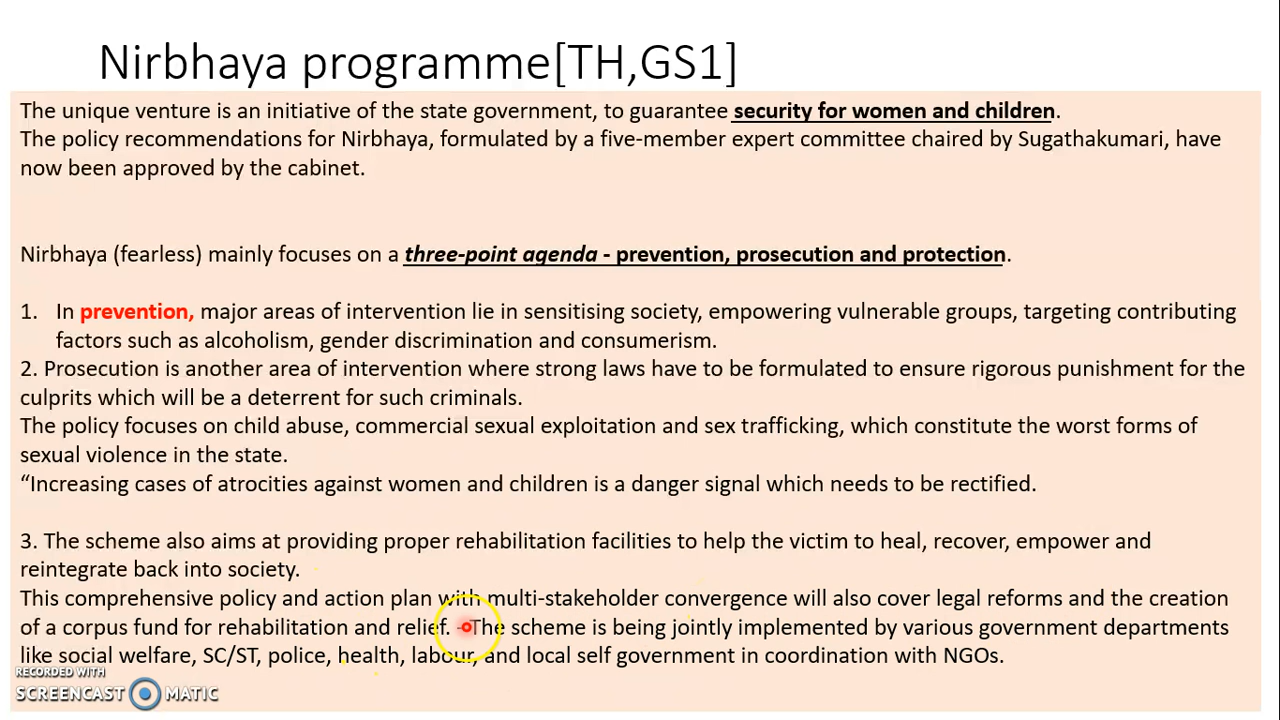 Nirbhaya programme[TH,GS1]
The unique venture is an initiative of the state government, to guarantee security for women and children.
The policy recommendations for Nirbhaya, formulated by a five-member expert committee chaired by Sugathakumari, have
now been approved by the cabinet.
Nirbhaya (fearless) mainly focuses on a three-point agenda - prevention, prosecution and protection.
1. In prevention, major areas of intervention lie in sensitising society, empowering vulnerable groups, targeting contributing
factors such as alcoholism, gender discrimination and consumerism.
2. Prosecution is another area of intervention where strong laws have to be formulated to ensure rigorous punishment for the
culprits which will be a deterrent for such criminals.
The policy focuses on child abuse, commercial sexual exploitation and sex trafficking, which constitute the worst forms of
sexual violence in the state.
“Increasing cases of atrocities against women and children is a danger signal which needs to be rectified.
3. The scheme also aims at providing proper rehabilitation facilities to help the victim to heal, recover, empower and
reintegrate back into society.
This comprehensive policy and action plan with multi-stakeholder convergence will also cover legal reforms and the creation
of a corpus fund for rehabilitation and relief. The scheme is being jointly implemented by various government departments
like social welfare, SC/ST, police, health, labour, and local self government in coordination with NGOs.
RECORDED WITH
SCREENCAST MATIC